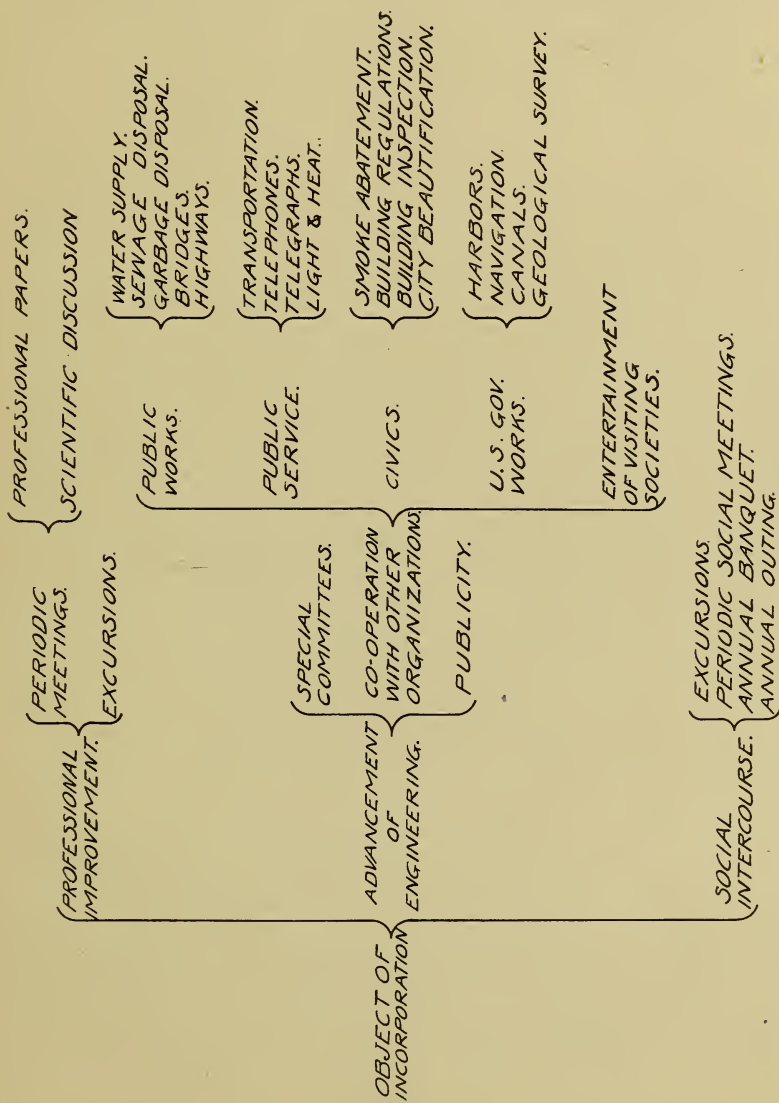 OBJECT OF
INCORPORATION
PROFESSIONAL
IMPROVEMENT.
PERIODIC
MEETINGS.
PROFESSIONAL PAPERS.
SCIENTIFIC DISCUSSION
EXCURSIONS.
ADVANCEMENT
OF
ENGINEERING.
SPECIAL
COMMITTEES.
CO-OPERATION
WITH OTHER
ORGANIZATIONS.
PUBLICITY.
PUBLIC
WORKS.
WATER SUPPLY.
SEWAGE DISPOSAL.
GARBAGE DISPOSAL.
BRIDGES.
HIGHWAYS.
PUBLIC
SERVICE.
TRANSPORTATION.
TELEPHONES.
TELEGRAPHS.
LIGHT & HEAT.
CIVICS.
SMOKE ABATEMENT.
BUILDING REGULATIONS.
BUILDING INSPECTION.
CITY BEAUTIFICATION.
U.S. GOV.
WORKS.
HARBORS.
NAVIGATION.
CANALS.
GEOLOGICAL SURVEY.
ENTERTAINMENT
OF VISITING
SOCIETIES.
SOCIAL
INTERCOURSE.
EXCURSIONS.
PERIODIC SOCIAL MEETINGS.
ANNUAL BANQUET.
ANNUAL OUTING.